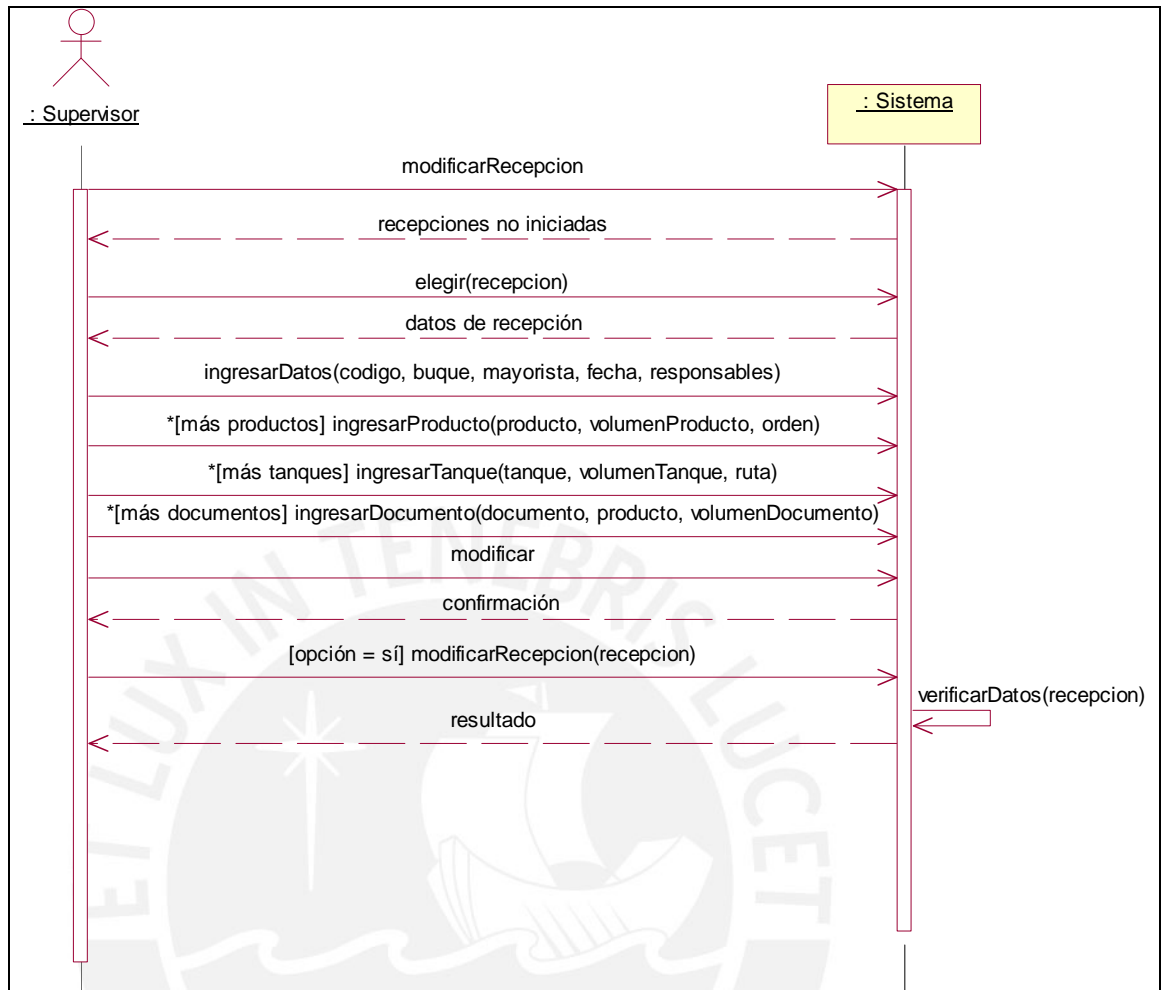 : Supervisor
: Sistema
modificarRecepcion
recepciones no iniciadas
elegir(recepcion)
datos de recepción
ingresarDatos(codigo, buque, mayorista, fecha, responsables)
*[más productos] ingresarProducto(producto, volumenProducto, orden)
*[más tanques] ingresarTanque(tanque, volumenTanque, ruta)
*[más documentos] ingresarDocumento(documento, producto, volumenDocumento)
modificar
confirmación
[opción = sí] modificarRecepcion(recepcion)
verificarDatos(recepcion)
resultado
ET LUX IN TENEBRIS LUCET